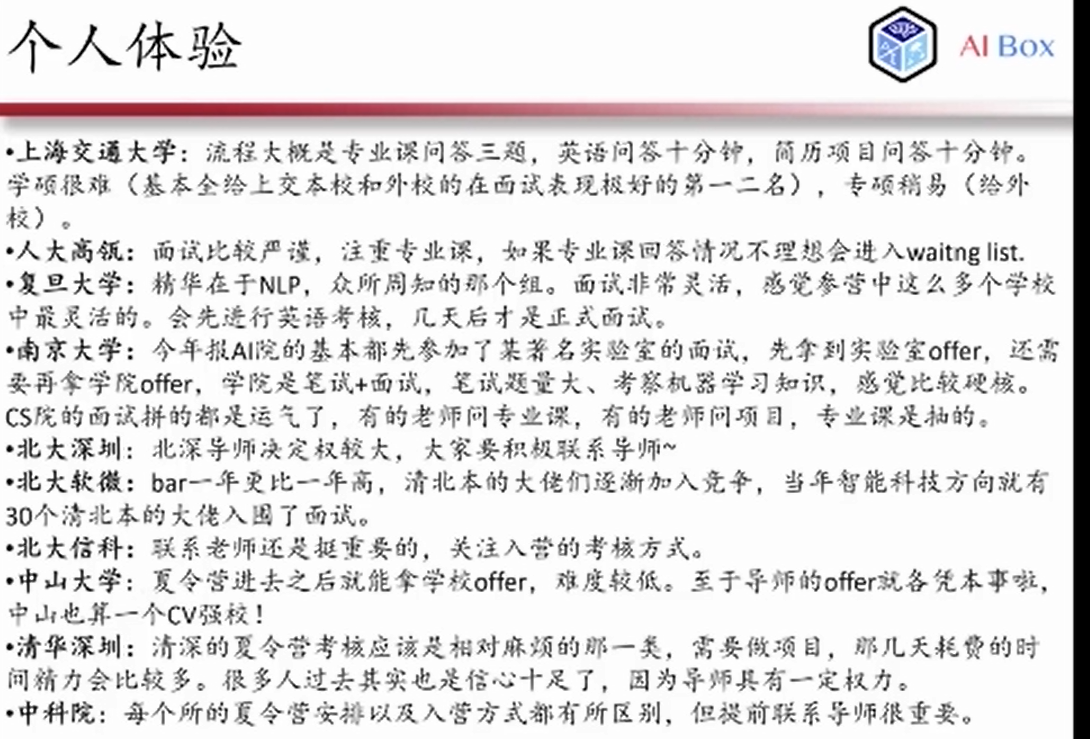 个人体验
AI Box
•上海交通大学：流程大概是专业课问答三题，英语问答十分钟，简历项目问答十分钟。
学硕很难（基本全给上交本校和外校的在面试表现极好的第一二名），专硕稍易（给外
校）。
•人大高瓴：面试比较严谨，注重专业课，如果专业课回答情况不理想会进入waitng list.
•复旦大学：精华在于NLP，众所周知的那个组。面试非常灵活，感觉参营中这么多个学校
中最灵活的。会先进行英语考核，几天后才是正式面试。
•南京大学：今年报AI院的基本都先参加了某著名实验室的面试，先拿到实验室offer，还需
要再拿学院offer，学院是笔试+面试，笔试题量大、考察机器学习知识，感觉比较硬核。
CS院的面试拼的都是运气了，有的老师问专业课，有的老师问项目，专业课是抽的。
•北大深圳：北深导师决定权较大，大家要积极联系导师~
•北大软微：bar一年更比一年高，清北本的大佬们逐渐加入竞争，当年智能科技方向就有
30个清北本的大佬入围了面试。
•北大信科：联系老师还是挺重要的，关注入营的考核方式。
•中山大学：夏令营进去之后就能拿学校offer，难度较低。至于导师的offer就各凭本事啦，
中山也算一个CV强校！
•清华深圳：清深的夏令营考核应该是相对麻烦的那一类，需要做项目，那几天耗费的时
间精力会比较多。很多人过去其实也是信心十足了，因为导师具有一定权力。
•中科院：每个所的夏令营安排以及入营方式都有所区别，但提前联系导师很重要。